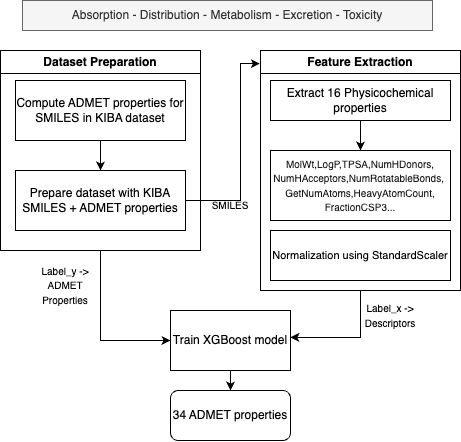 Absorption - Distribution - Metabolism - Excretion - Toxicity
Dataset Preparation
Compute ADMET properties for
SMILES in KIBA dataset
Prepare dataset with KIBA
SMILES + ADMET properties
SMILES
Feature Extraction
Extract 16 Physicochemical
properties
MolWt,LogP,TPSA,NumHDonors,
NumHAcceptors,NumRotatableBonds,
GetNumAtoms,HeavyAtomCount,
FractionCSP3...
Normalization using StandardScaler
Label_y ->
ADMET
Properties
Label_x ->
Descriptors
Train XGBoost model
34 ADMET properties